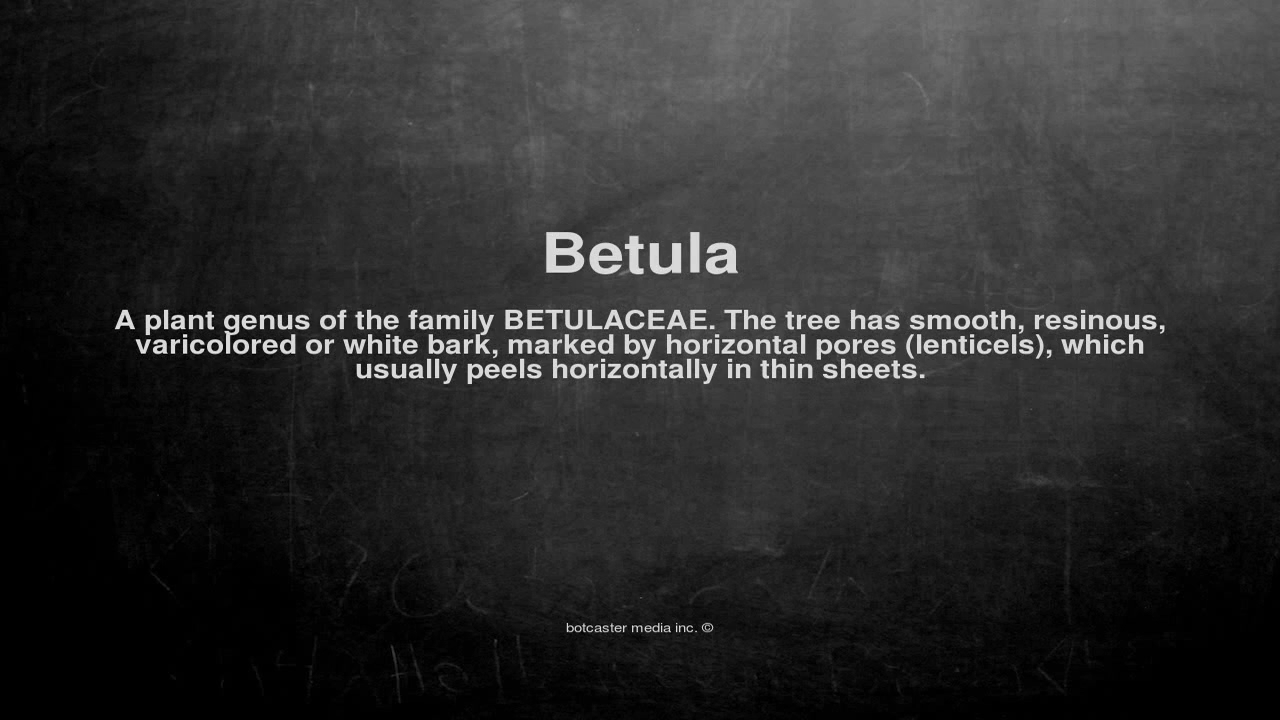 Betula
A plant genus of the family BETULACEAE. The tree has smooth, resinous,
varicolored or white bark, marked by horizontal pores (lenticels), which
usually peels horizontally in thin sheets.
botcaster media inc. ©